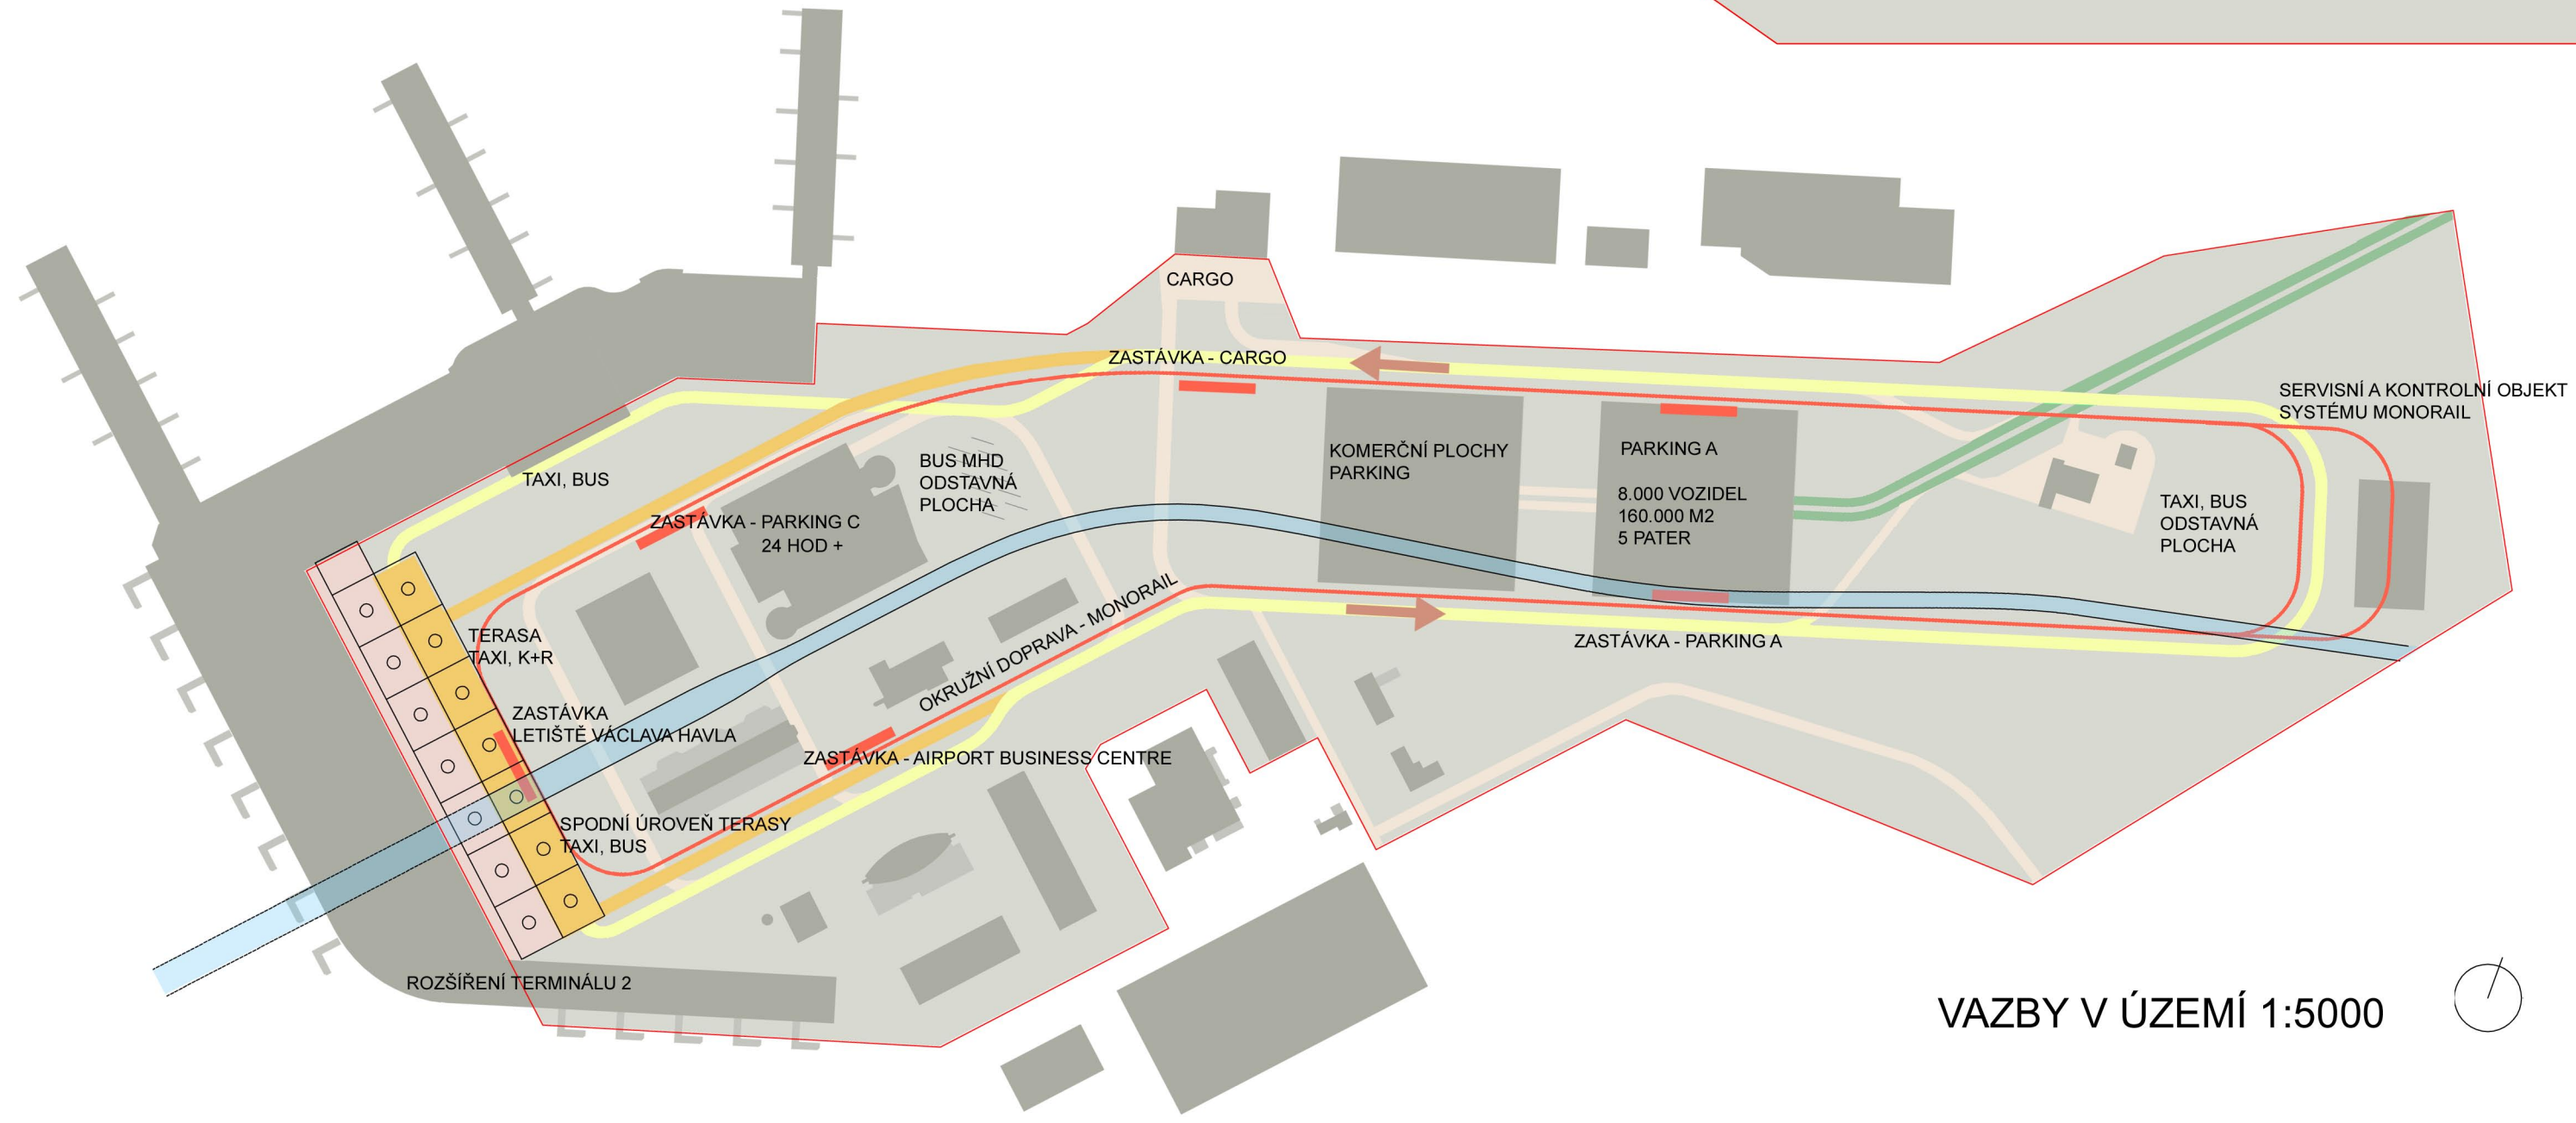 CARGO
ZASTÁVKA - CARGO
SERVISNÍ A KONTROLNÍ OBJEKT
SYSTÉMU MONORAIL
KOMERČNÍ PLOCHY
PARKING
PARKING A
8.000 VOZIDEL
160.000 M2
5 PATER
BUS MHD
ODSTAVNÁ
PLOCHA
TAXI, BUS
TAXI, BUS
ODSTAVNÁ
PLOCHA
ZASTÁVKA - PARKING C
24 HOD +
TERASA
TAXI, K+R
OKRUŽNÍ DOPRAVA - MONORAIL
ZASTÁVKA - PARKING A
ZASTÁVKA
LETIŠTĚ VÁCLAVA HAVLA
ZASTÁVKA - AIRPORT BUSINESS CENTRE
SPODNÍ ÚROVEŇ TERASY
TAXI, BUS
ROZŠÍŘENÍ TERMINÁLU 2
VAZBY V ÚZEMÍ 1:5000